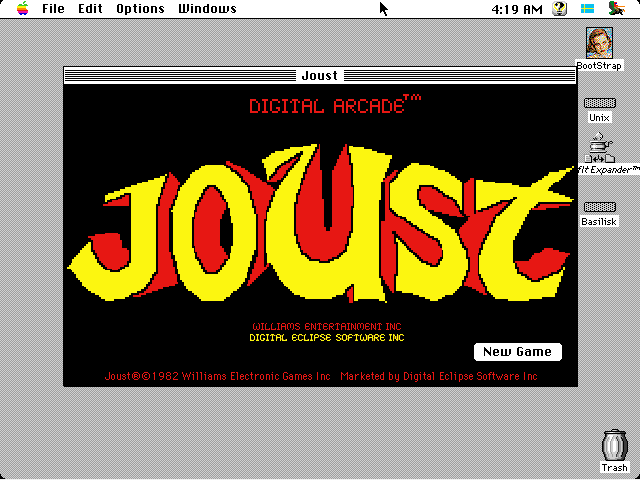 File Edit Options Windows 4:19 AM
BootStrap
Joust
DIGITAL ARCADE™
Unix
JOUST
fIt Expander™
Basilisk
WILLIAMS ENTERTAINMENT INC
DIGITAL ECLIPSE SOFTWARE INC
New Game
Joust®©1982 Williams Electronic Games Inc Marketed by Digital Eclipse Software Inc
Trash